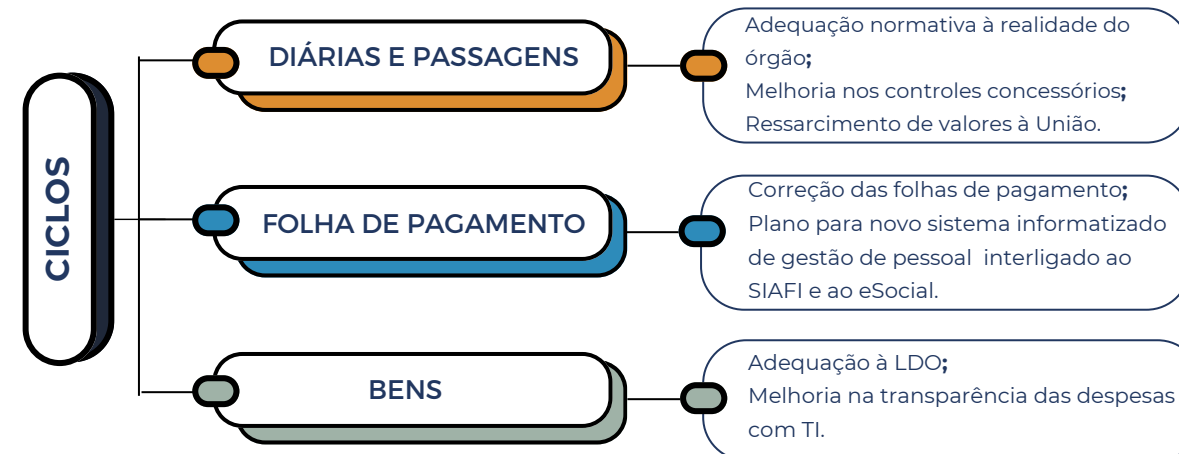 CICLOS
DIÁRIAS E PASSAGENS
Adequação normativa à realidade do
órgão;
Melhoria nos controles concessórios;
Ressarcimento de valores à União.
FOLHA DE PAGAMENTO
Correção das folhas de pagamento;
Plano para novo sistema informatizado
de gestão de pessoal interligado ao
SIAFI e ao eSocial.
BENS
Adequação à LDO;
Melhoria na transparência das despesas
com TI.